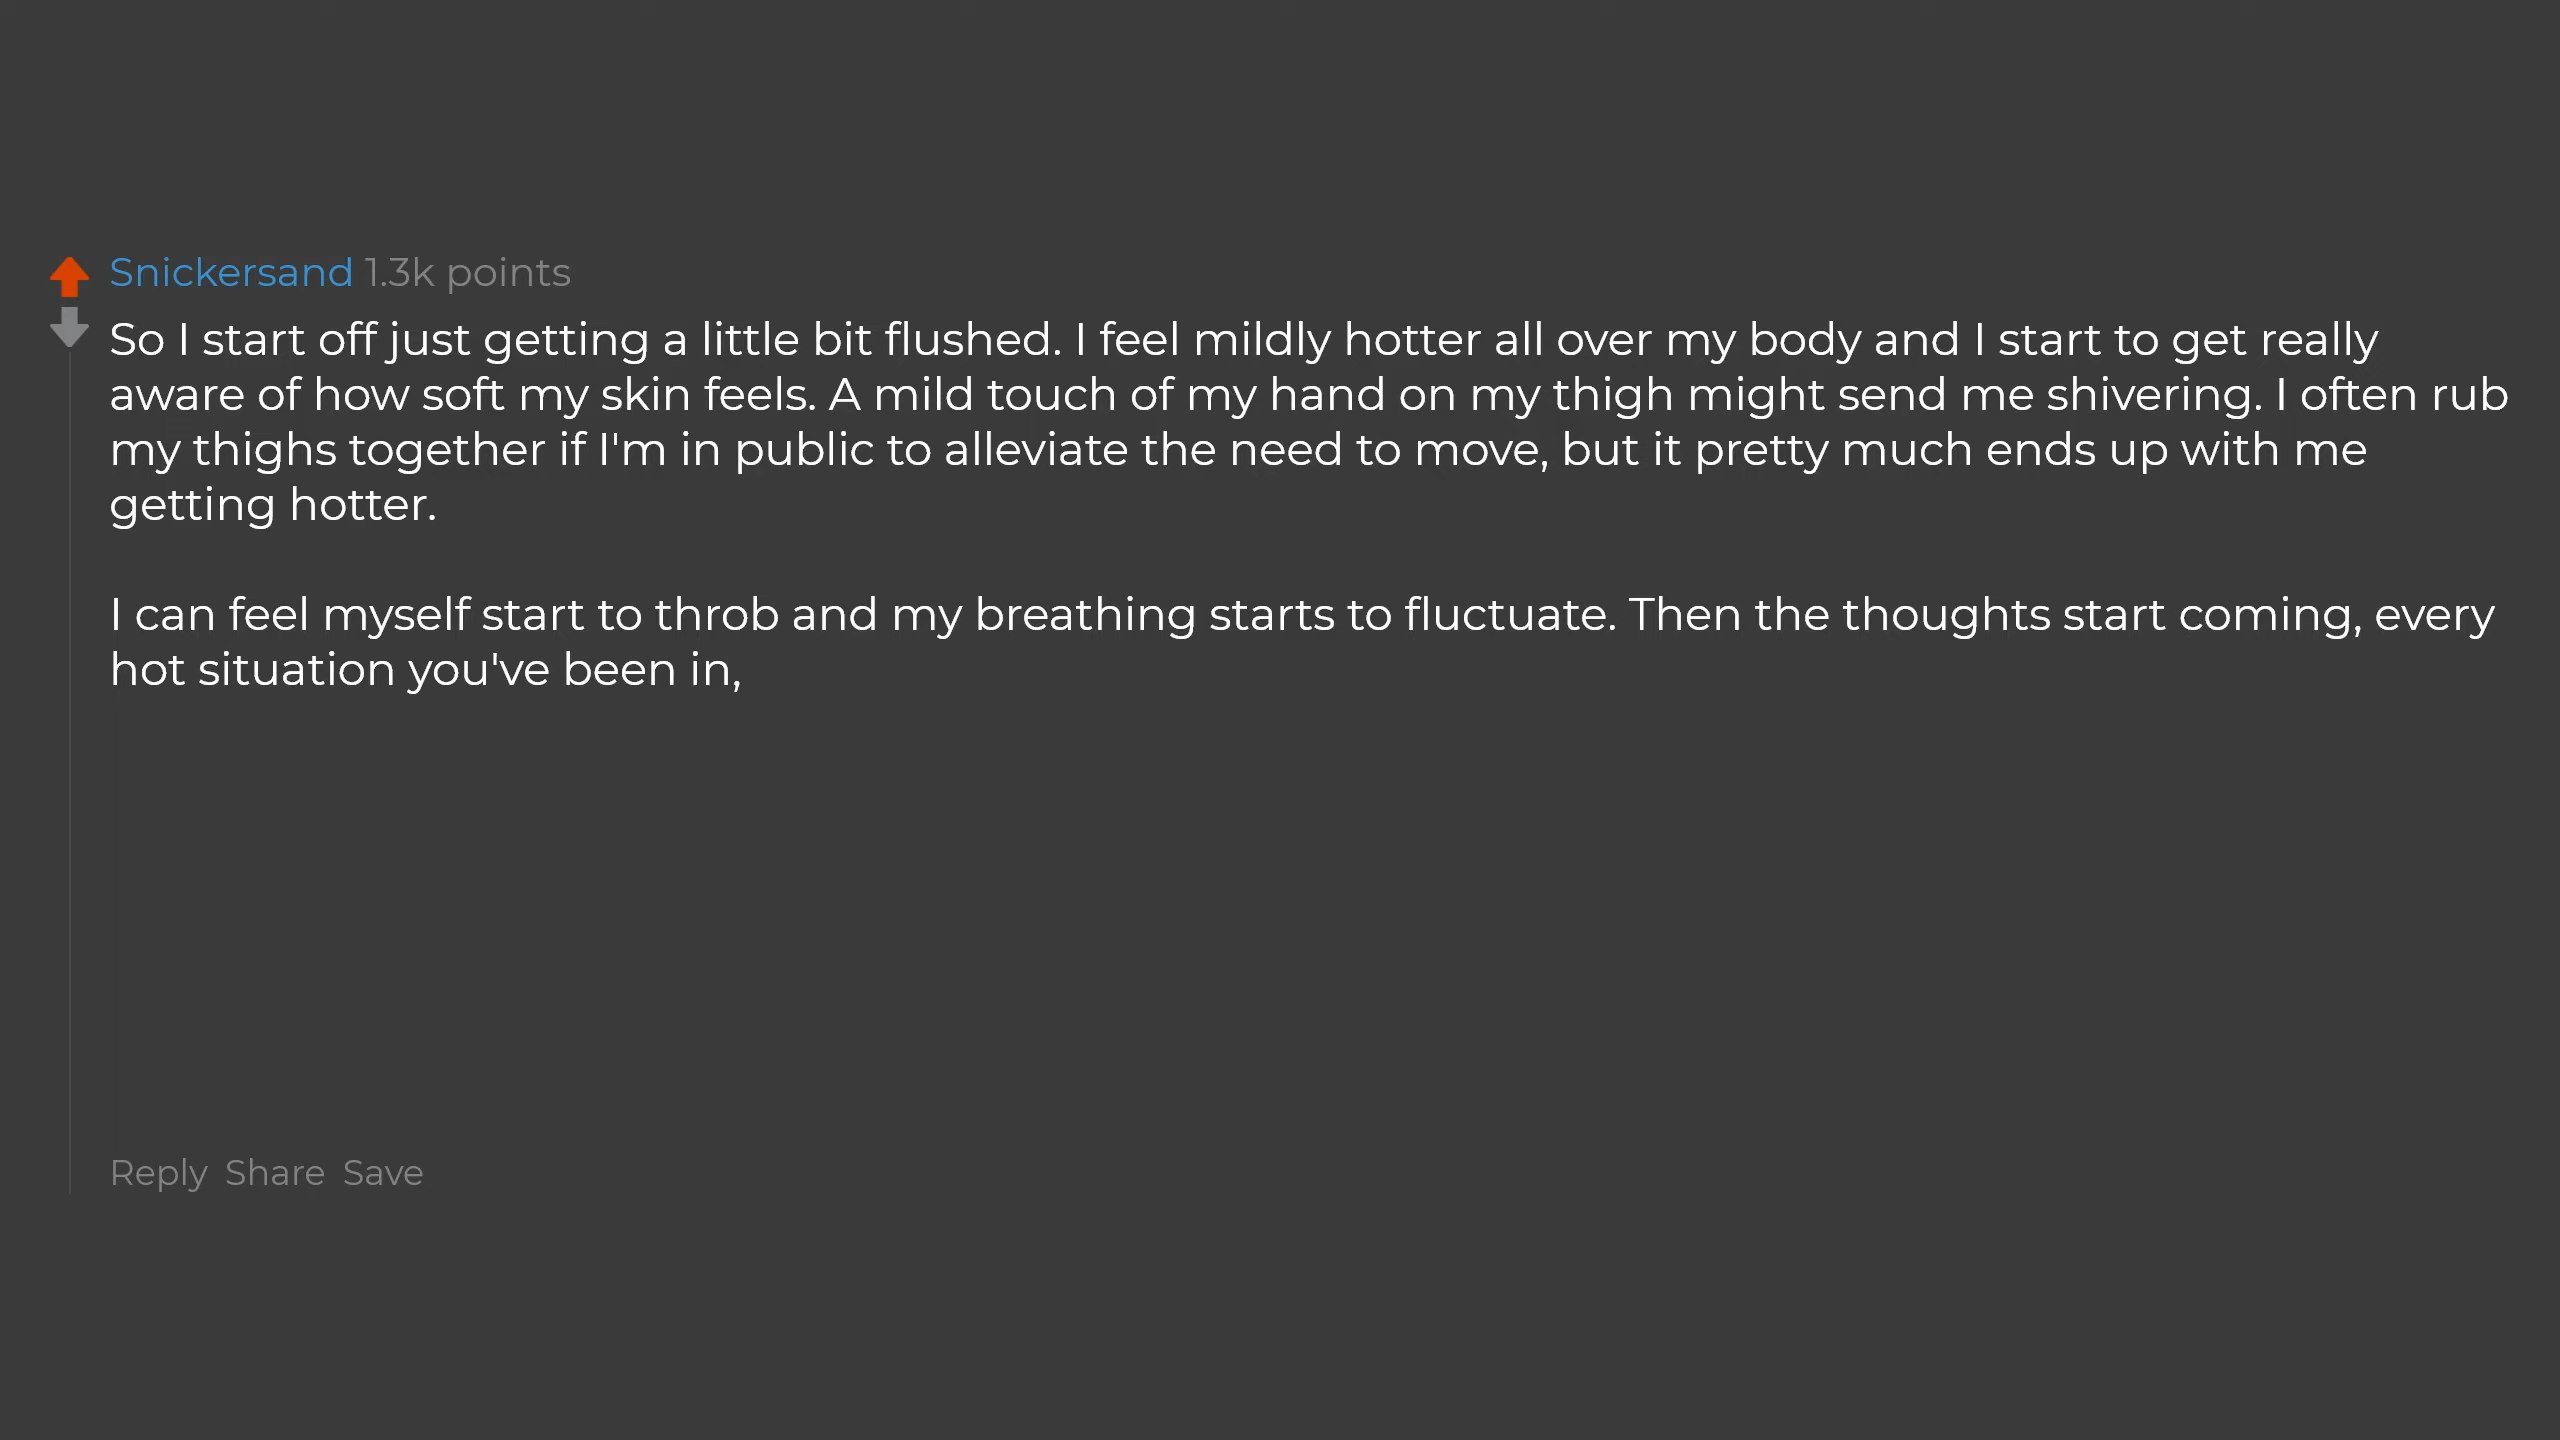 Snickersand 1.3k points
So I start off just getting a little bit flushed. I feel mildly hotter all over my body and I start to get really
aware of how soft my skin feels. A mild touch of my hand on my thigh might send me shivering. I often rub
my thighs together if I'm in public to alleviate the need to move, but it pretty much ends up with me
getting hotter.
I can feel myself start to throb and my breathing starts to fluctuate. Then the thoughts start coming, every
hot situation you've been in,
Reply Share Save